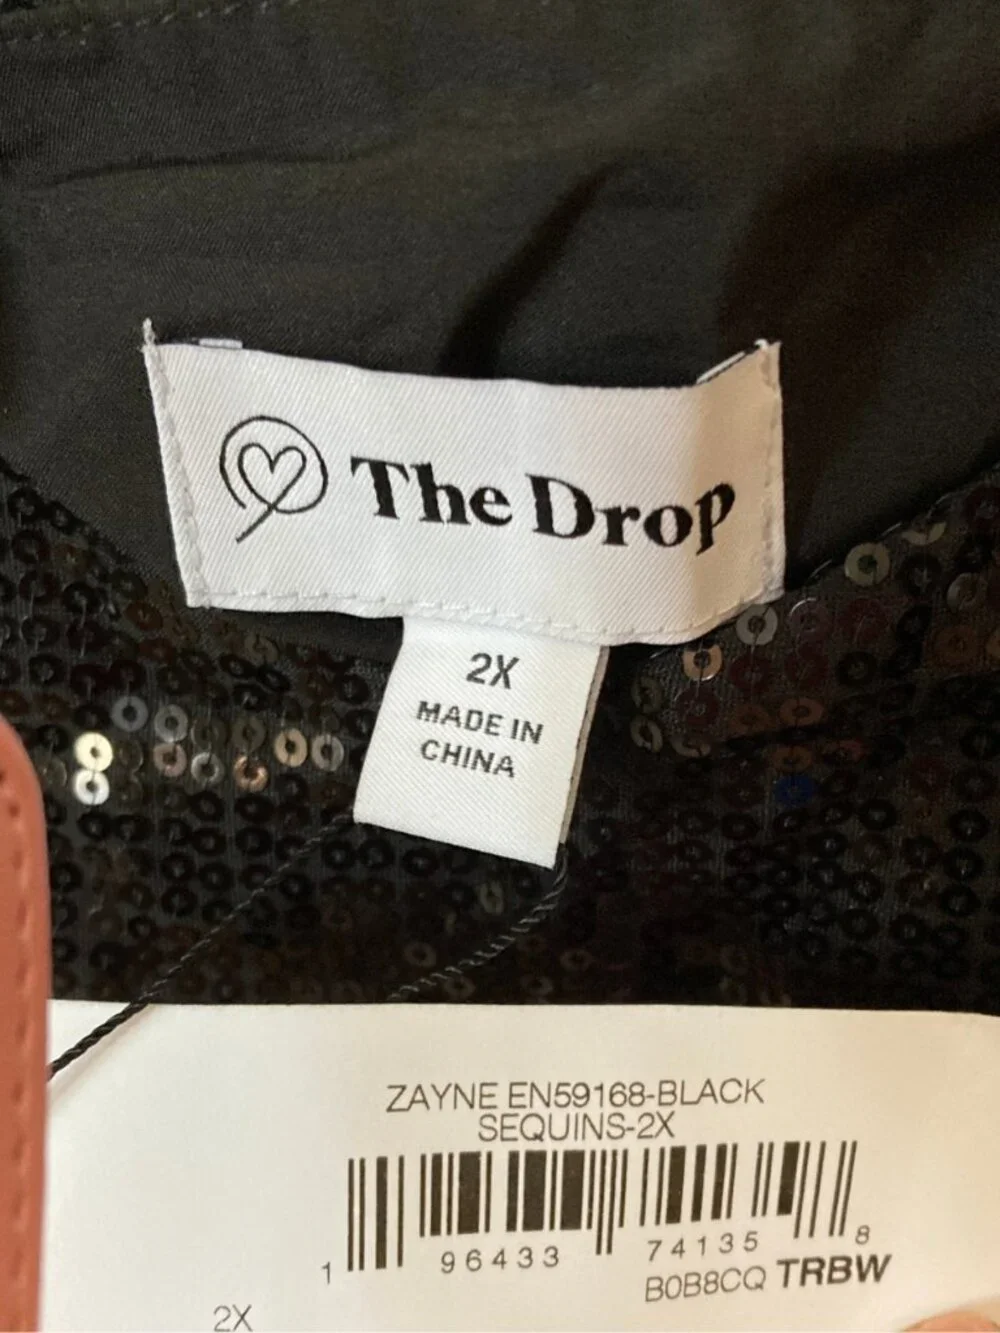 The Drop
2X
MADE IN
CHINA
ZAYNE EN59168-BLACK
SEQUINS-2X
1 96433 74135 8
B0B8CQ TRBW
2X